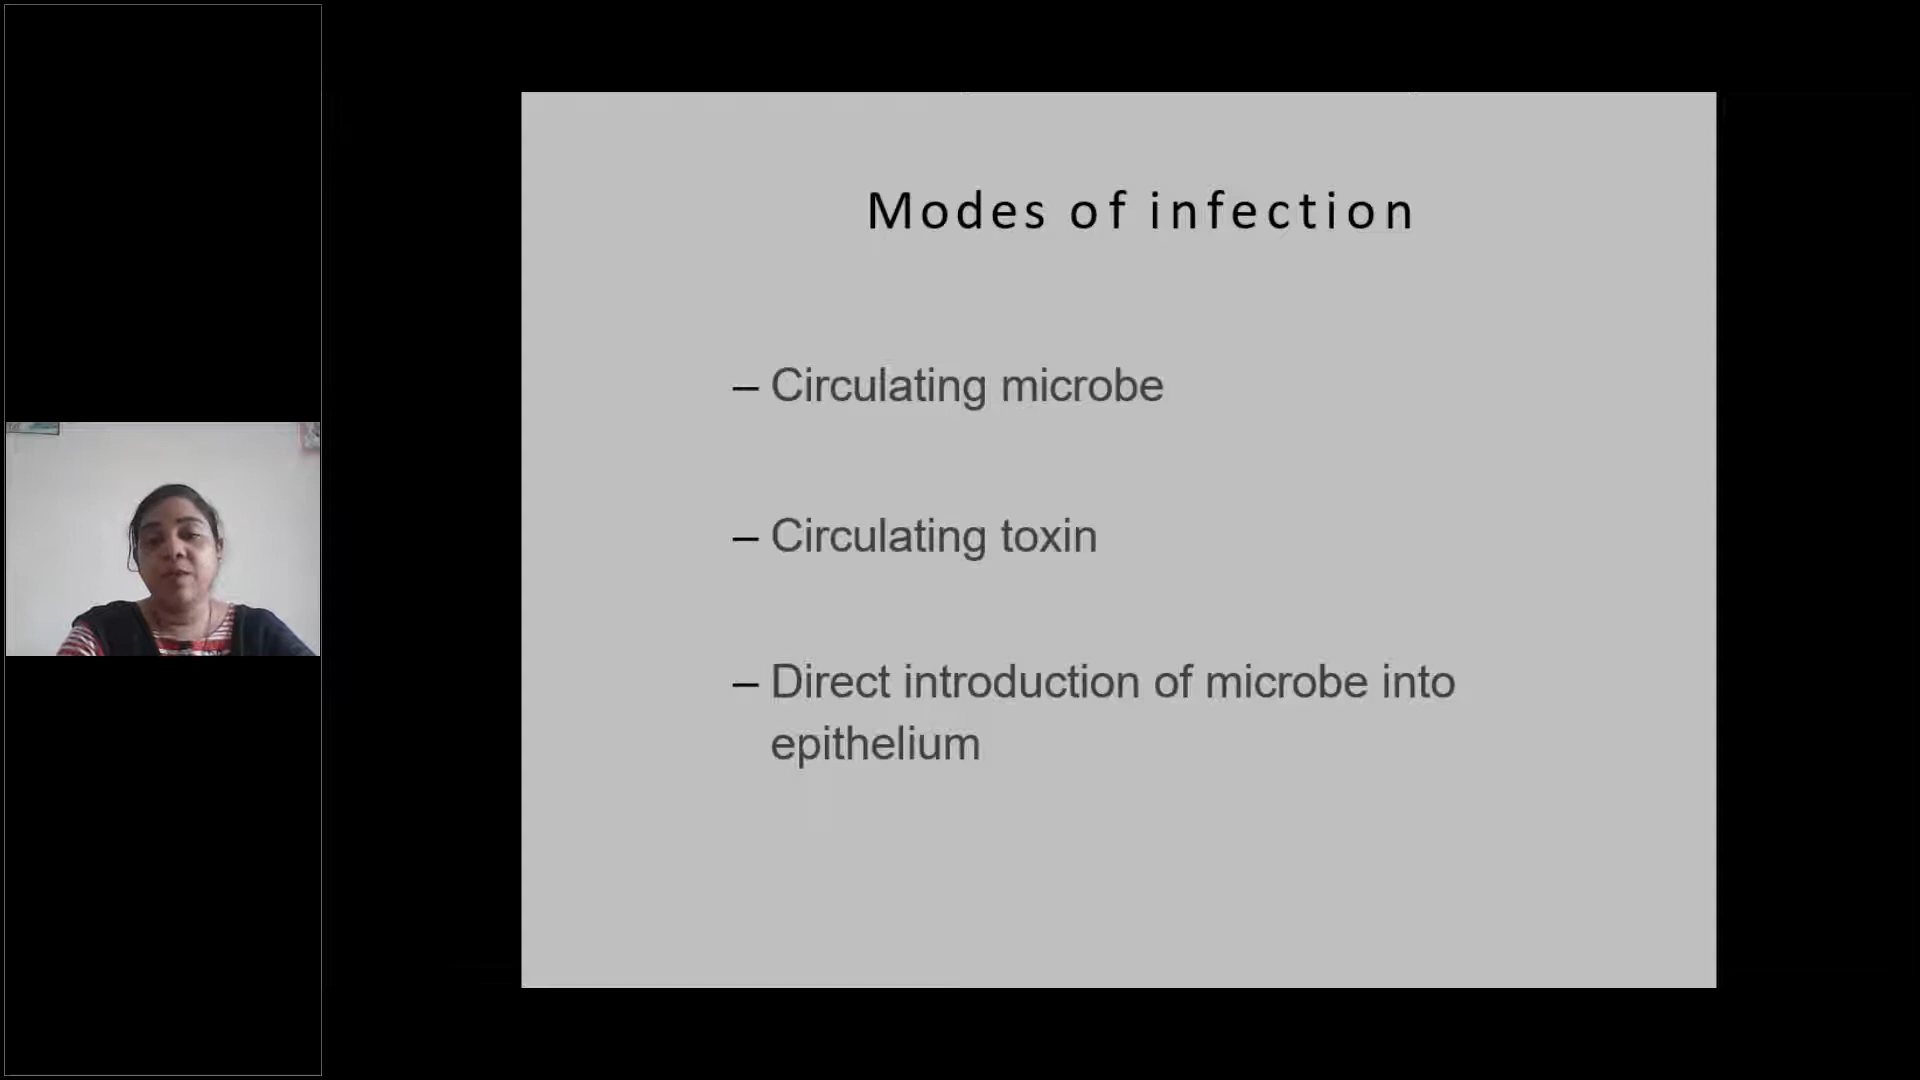 Modes of infection
– Circulating microbe
– Circulating toxin
– Direct introduction of microbe into
epithelium